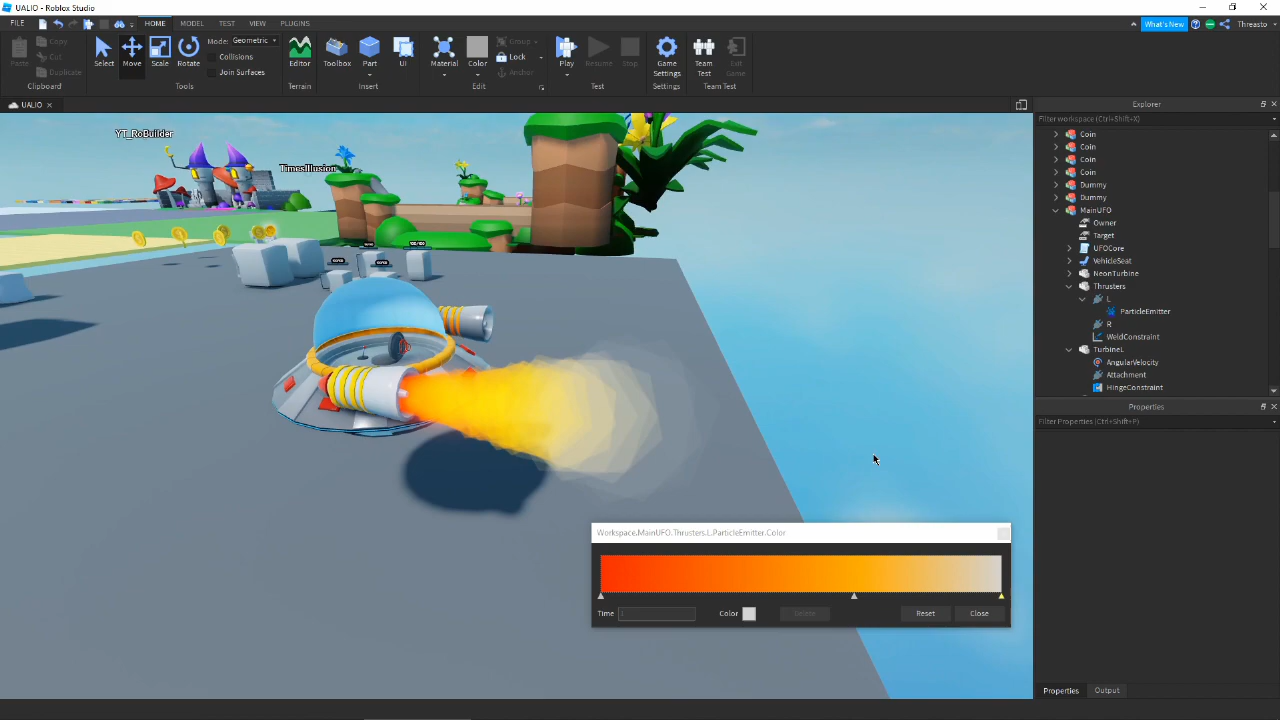 UALIO - Roblox Studio
FILE HOME MODEL TEST VIEW PLUGINS What's New Threasto
Paste Copy Cut Duplicate Clipboard
Select Move Scale Rotate Mode: Geometric Collisions Join Surfaces Tools
Editor Terrain
Toolbox Part UI Insert
Material Color Group Lock Anchor Edit
Play Resume Stop Test
Game Settings Settings
Team Test Exit Game Team Test
UALIO
YT_RoBuilder
TimesIllusion
Explorer
Filter workspace (Ctrl+Shift+X)
Coin
Coin
Coin
Coin
Dummy
Dummy
MainUFO
Owner
Target
UFOCore
VehicleSeat
NeonTurbine
Thrusters
L
ParticleEmitter
R
WeldConstraint
TurbineL
AngularVelocity
Attachment
HingeConstraint
Properties
Filter Properties (Ctrl+Shift+P)
Workspace.MainUFO.Thrusters.L.ParticleEmitter.Color
Time 1 Color Delete Reset Close
Properties Output